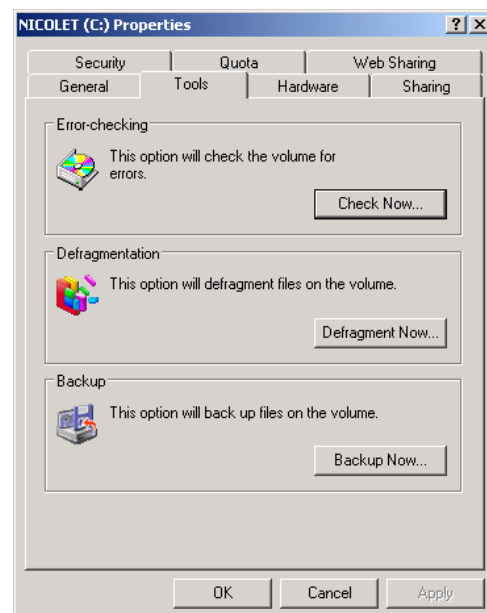 NICOLET (C:) Properties
Security Quota Web Sharing
General Tools Hardware Sharing
Error-checking
This option will check the volume for
errors.
Check Now...
Defragmentation
This option will defragment files on the volume.
Defragment Now...
Backup
This option will back up files on the volume.
Backup Now...
OK Cancel Apply